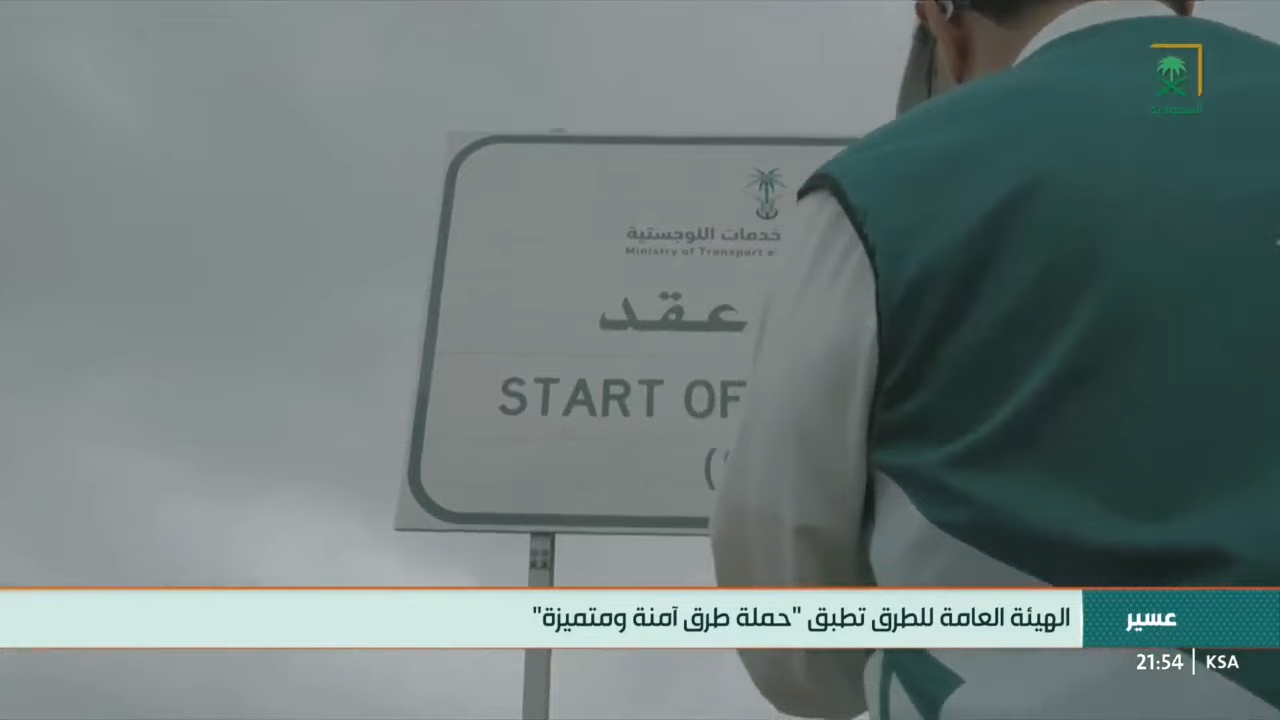 السعودية
خدمات اللوجستية
Ministry of Transport
عقد
START OF
(
عسير
الهيئة العامة للطرق تطبق "حملة طرق آمنة ومتميزة"
21:54 | KSA